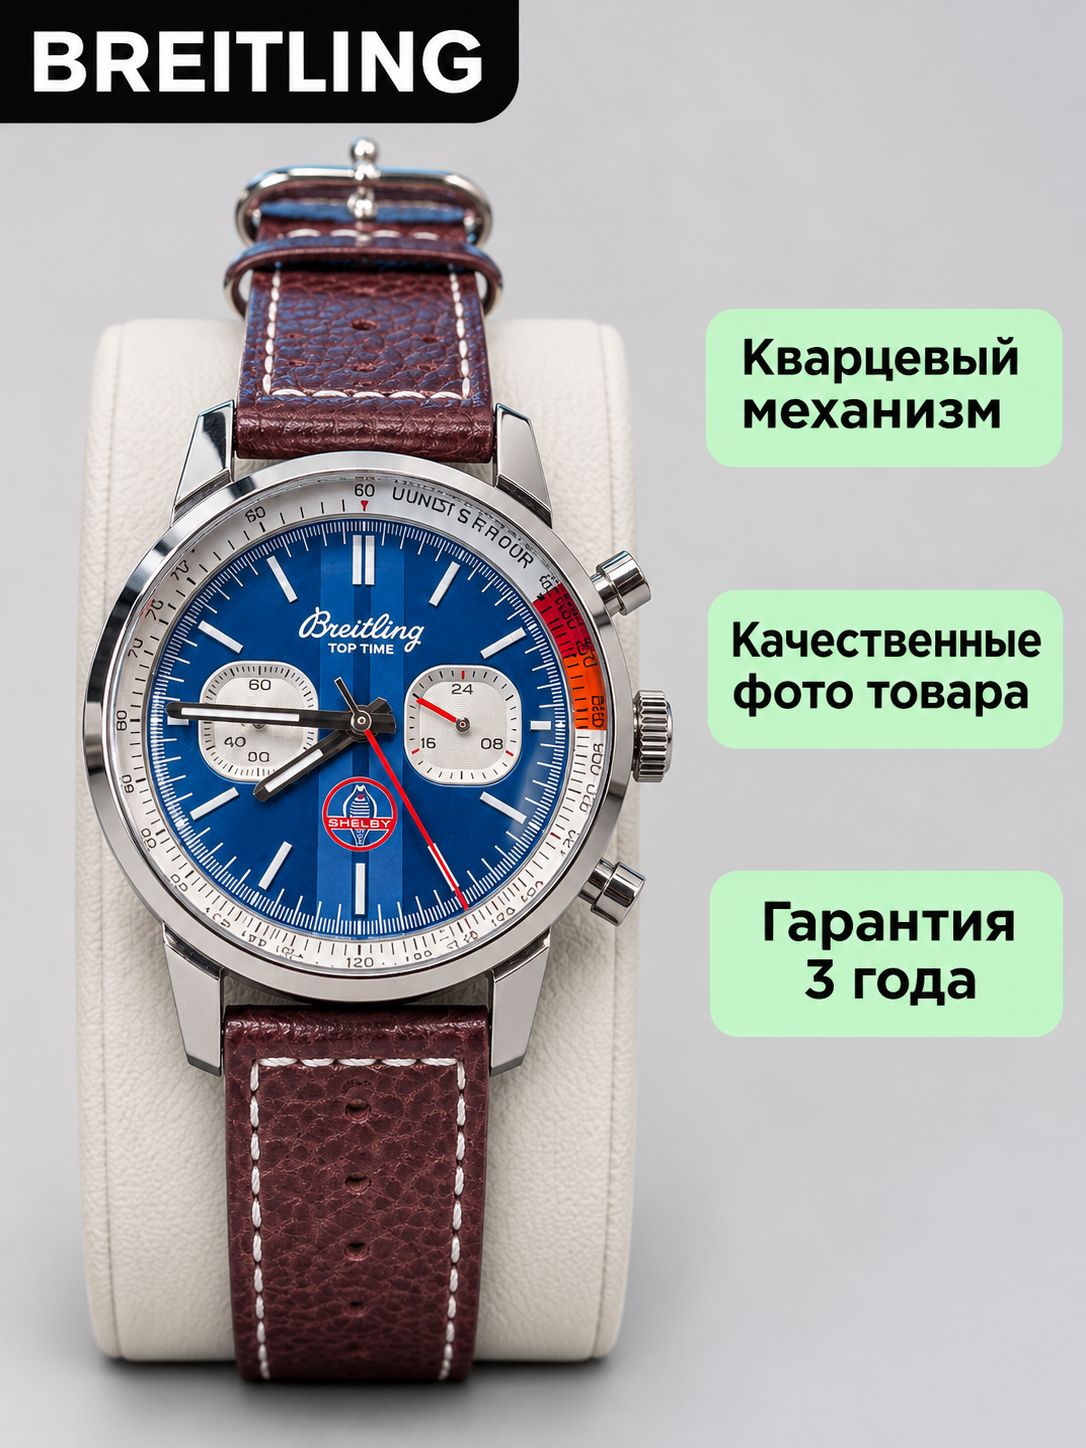 BREITLING
Кварцевый
механизм
Качественные
фото товара
Гарантия
3 года
60
Breitling
TOP TIME
60
40
24
16
08
SHELBY
120